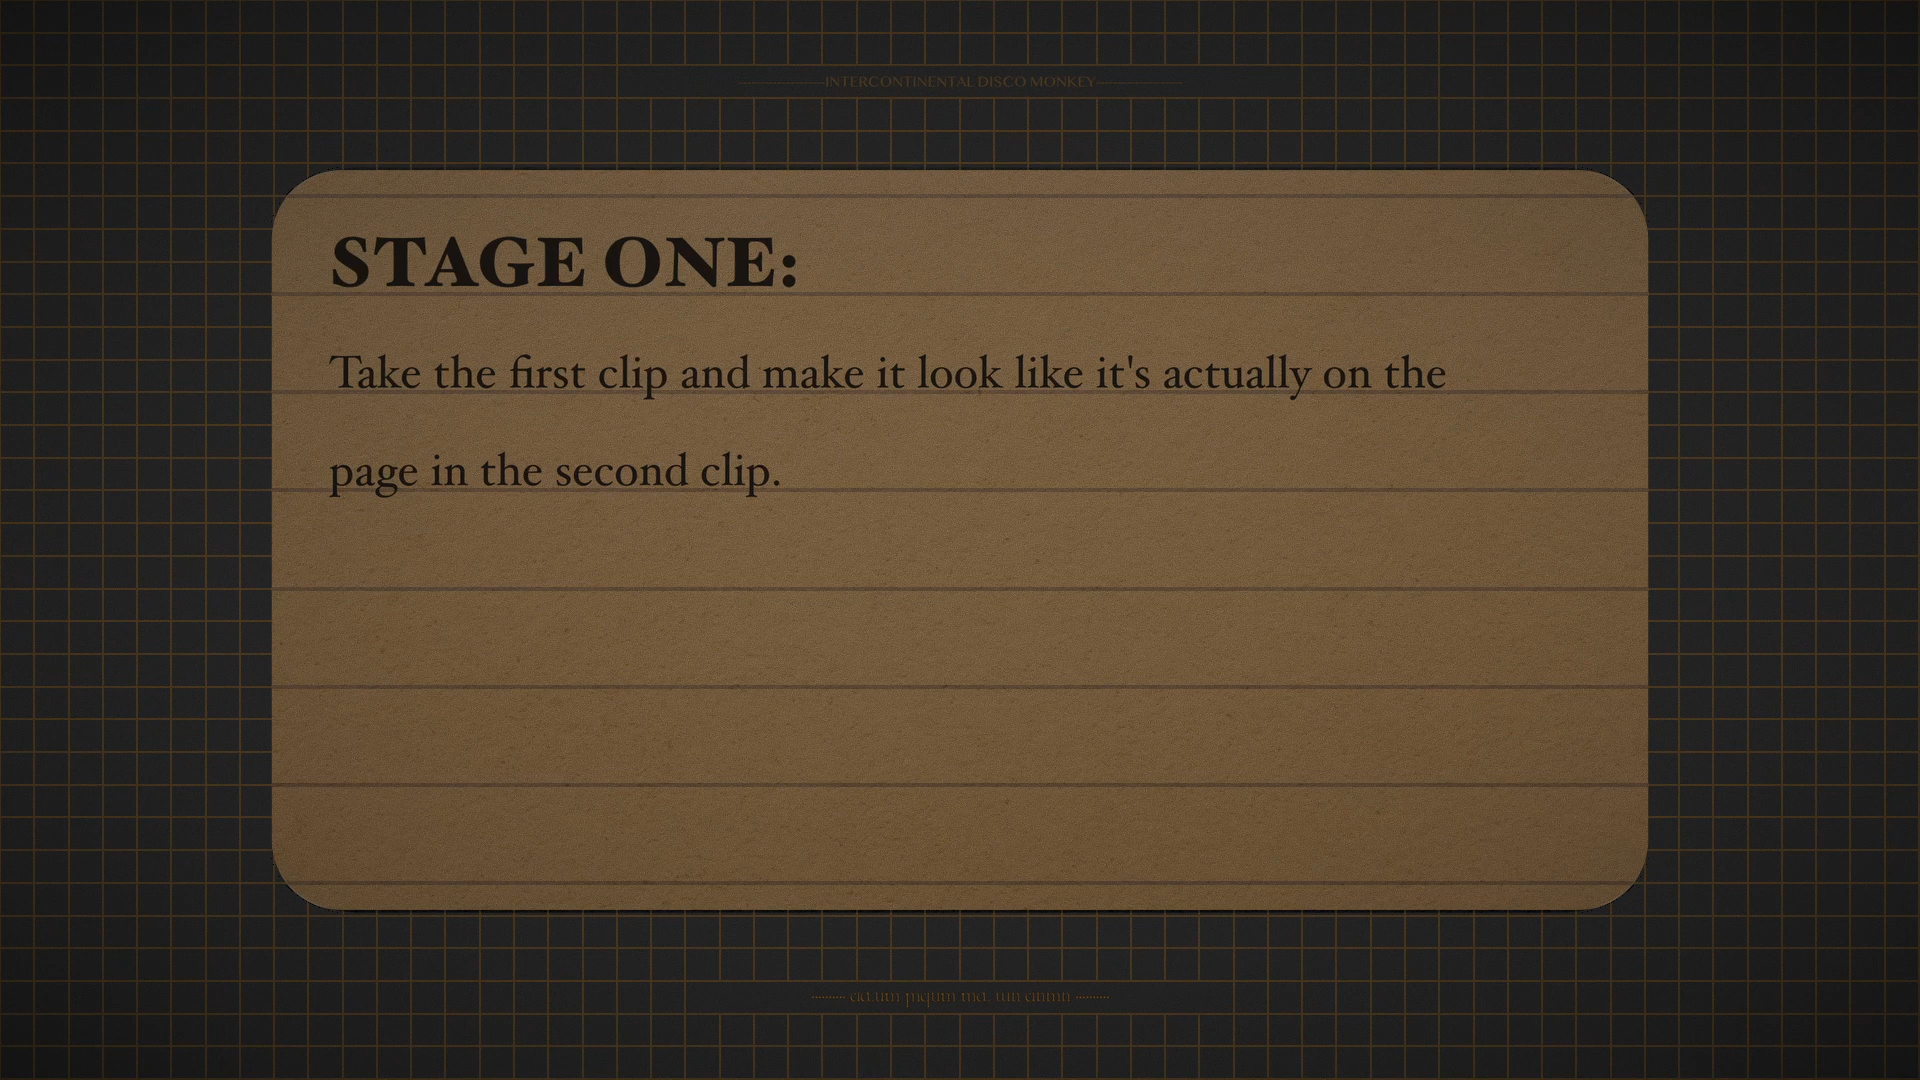 INTERCONTINENTAL DISCO MONKEY
STAGE ONE:
Take the first clip and make it look like it's actually on the
page in the second clip.